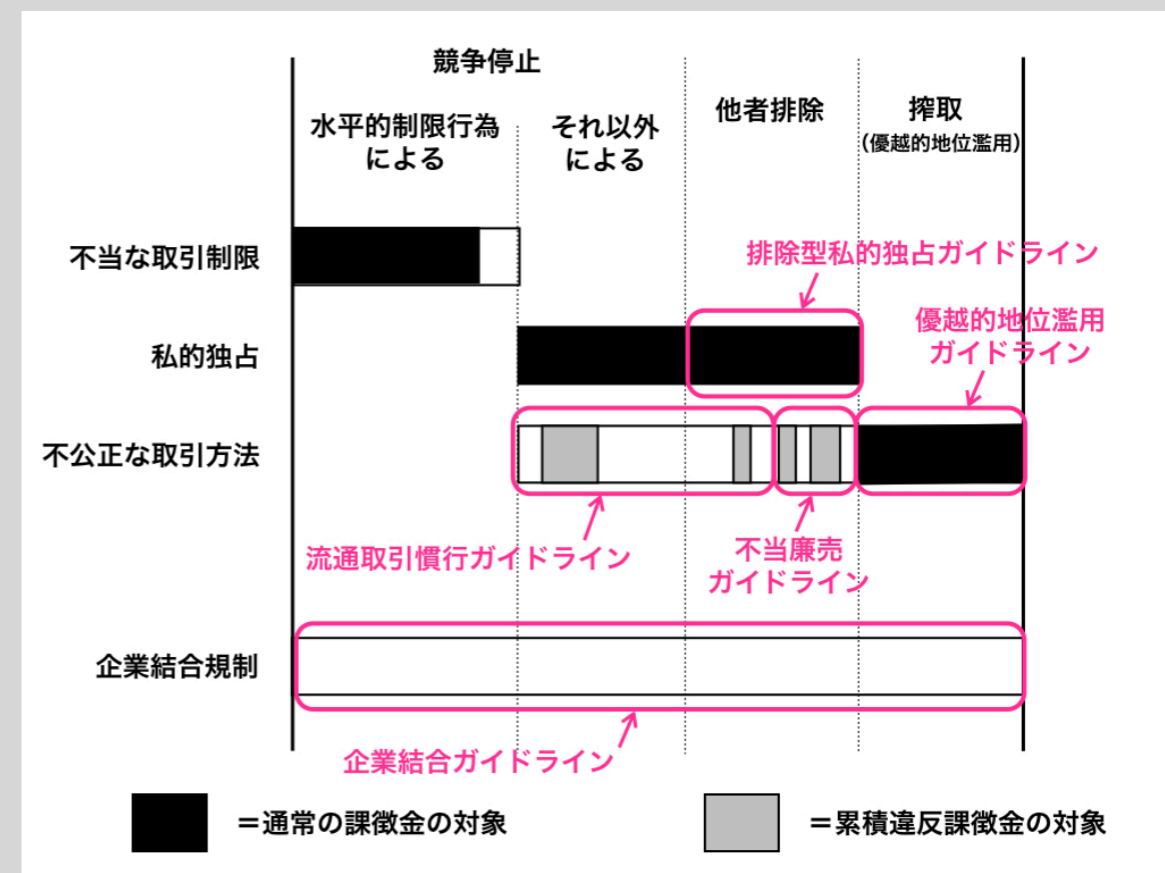 競争停止
水平的制限行為
による
それ以外
による
他者排除
搾取
(優越的地位濫用)
不当な取引制限
排除型私的独占ガイドライン
私的独占
優越的地位濫用
ガイドライン
不公正な取引方法
流通取引慣行ガイドライン
不当廉売
ガイドライン
企業結合規制
企業結合ガイドライン
=通常の課徴金の対象
=累積違反課徴金の対象